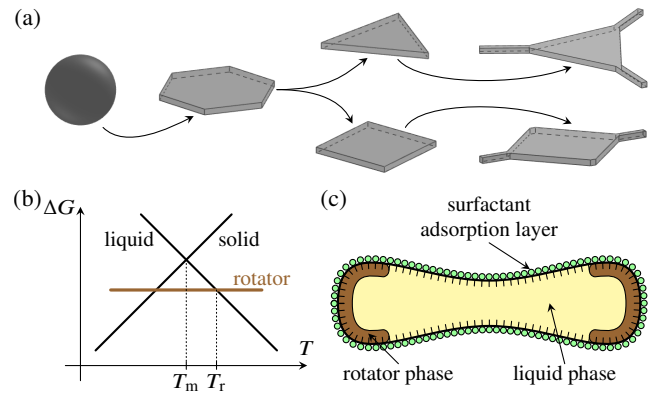 (a)
(b)
ΔG
liquid
solid
rotator
T
Tm
Tr
(c)
surfactant
adsorption layer
rotator phase
liquid phase